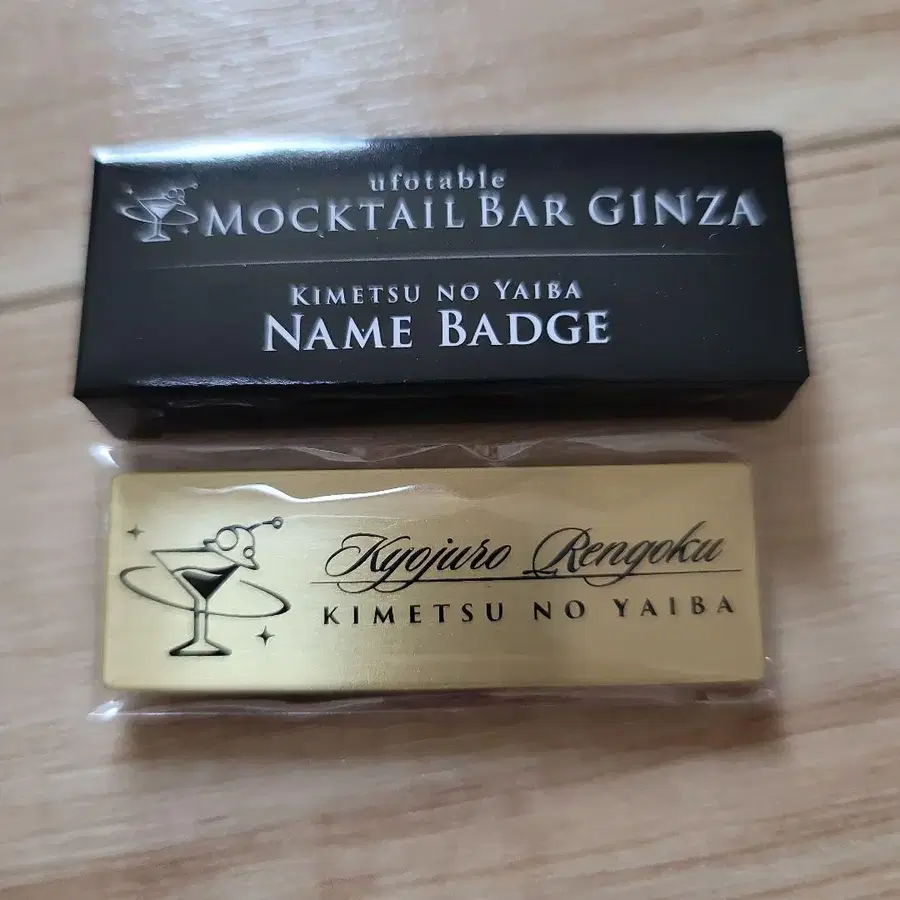 ufotable
MOCKTAIL BAR GINZA
KIMETSU NO YAIBA
NAME BADGE
Kyojuro Rengoku
KIMETSU NO YAIBA